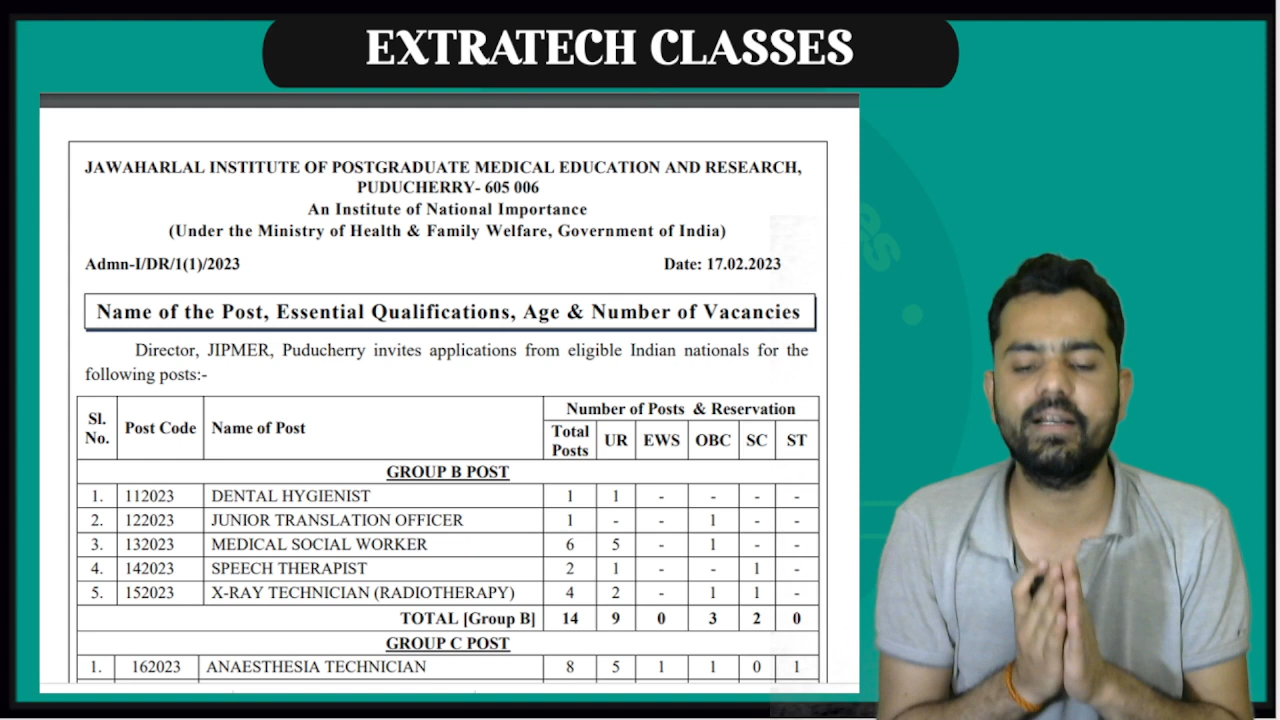 EXTRATECH CLASSES
JAWAHARLAL INSTITUTE OF POSTGRADUATE MEDICAL EDUCATION AND RESEARCH,
PUDUCHERRY- 605 006
An Institute of National Importance
(Under the Ministry of Health & Family Welfare, Government of India)
Admn-I/DR/1(1)/2023 Date: 17.02.2023
Name of the Post, Essential Qualifications, Age & Number of Vacancies
Director, JIPMER, Puducherry invites applications from eligible Indian nationals for the
following posts:-
Sl. No. Post Code Name of Post Number of Posts & Reservation
Total Posts UR EWS OBC SC ST
GROUP B POST
1. 112023 DENTAL HYGIENIST 1 1 - - - -
2. 122023 JUNIOR TRANSLATION OFFICER 1 - - 1 - -
3. 132023 MEDICAL SOCIAL WORKER 6 5 - 1 - -
4. 142023 SPEECH THERAPIST 2 1 - - 1 -
5. 152023 X-RAY TECHNICIAN (RADIOTHERAPY) 4 2 - 1 1 -
TOTAL [Group B] 14 9 0 3 2 0
GROUP C POST
1. 162023 ANAESTHESIA TECHNICIAN 8 5 1 1 0 1